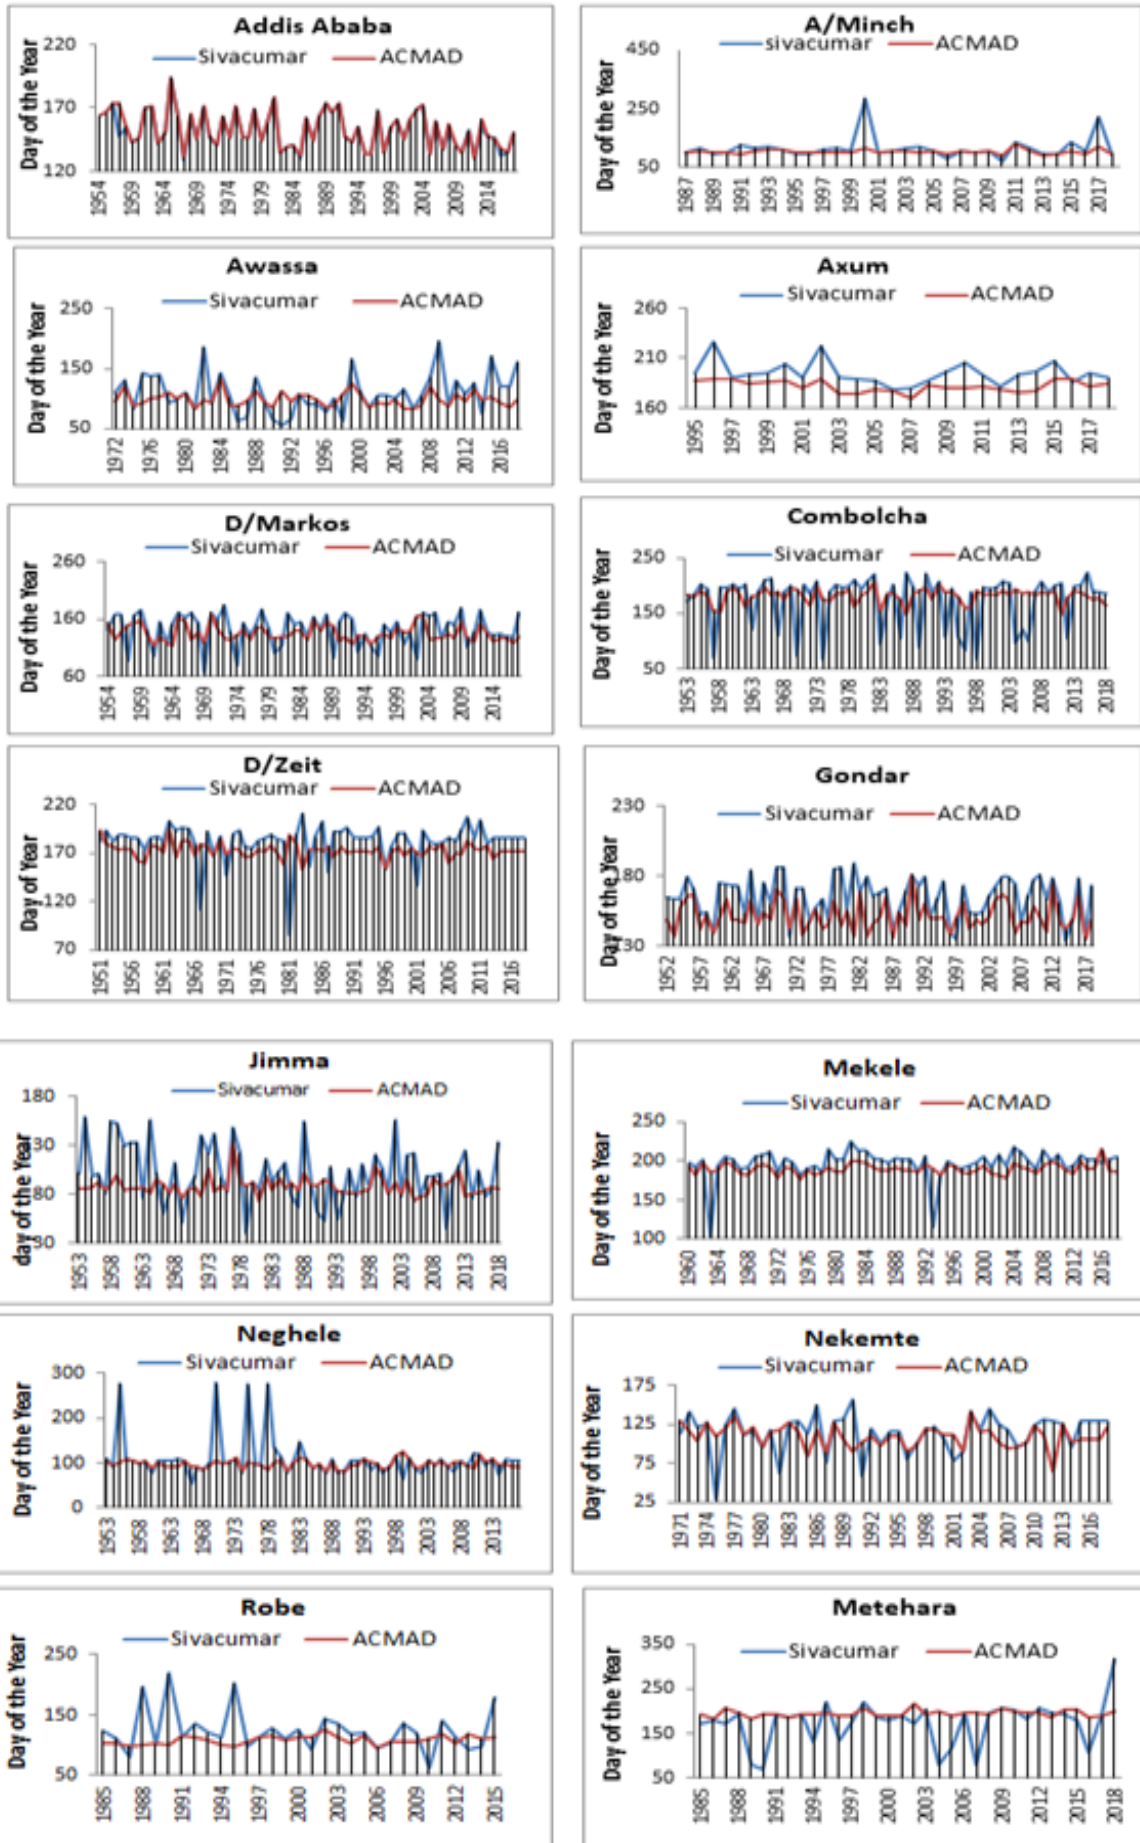 Addis Ababa
Sivacumar ACMAD
Day of the Year
220
170
120
1954 1959 1964 1969 1974 1979 1984 1989 1994 1999 2004 2009 2014
A/Minch
sivacumar ACMAD
Day of the Year
450
250
50
1987 1989 1991 1993 1995 1997 1999 2001 2003 2005 2007 2009 2011 2013 2015 2017
Awassa
Sivacumar ACMAD
Day of the Year
250
150
50
1972 1976 1980 1984 1988 1992 1996 2000 2004 2008 2012 2016
Axum
Sivacumar ACMAD
Day of the Year
260
210
160
1995 1997 1999 2001 2003 2005 2007 2009 2011 2013 2015 2017
D/Markos
Sivacumar ACMAD
Day of the Year
260
160
60
1954 1959 1964 1969 1974 1979 1984 1989 1994 1999 2004 2009 2014
Combolcha
Sivacumar ACMAD
Day of the Year
250
150
50
1953 1958 1963 1968 1973 1978 1983 1988 1993 1998 2003 2008 2013 2018
D/Zeit
Sivacumar ACMAD
Day of Year
220
170
120
70
1951 1956 1961 1966 1971 1976 1981 1986 1991 1996 2001 2006 2011 2016
Gondar
Sivacumar ACMAD
Day of the Year
230
180
130
1952 1957 1962 1967 1972 1977 1982 1987 1992 1997 2002 2007 2012 2017
Jimma
Sivacumar ACMAD
day of the Year
180
130
80
30
1953 1958 1963 1968 1973 1978 1983 1988 1993 1998 2003 2008 2013 2018
Mekele
Sivacumar ACMAD
Day of the Year
250
200
150
100
1960 1964 1968 1972 1976 1980 1984 1988 1992 1996 2000 2004 2008 2012 2016
Neghele
Sivacumar ACMAD
Day of the Year
300
200
100
0
1953 1958 1963 1968 1973 1978 1983 1988 1993 1998 2003 2008 2013
Nekemte
Sivacumar ACMAD
Day of the Year
175
125
75
25
1971 1974 1977 1980 1983 1986 1989 1992 1995 1998 2001 2004 2007 2010 2013 2016
Robe
Sivacumar ACMAD
Day of the Year
250
150
50
1985 1988 1991 1994 1997 2000 2003 2006 2009 2012 2015
Metehara
Sivacumar ACMAD
Day of the Year
350
250
150
50
1985 1988 1991 1994 1997 2000 2003 2006 2009 2012 2015 2018